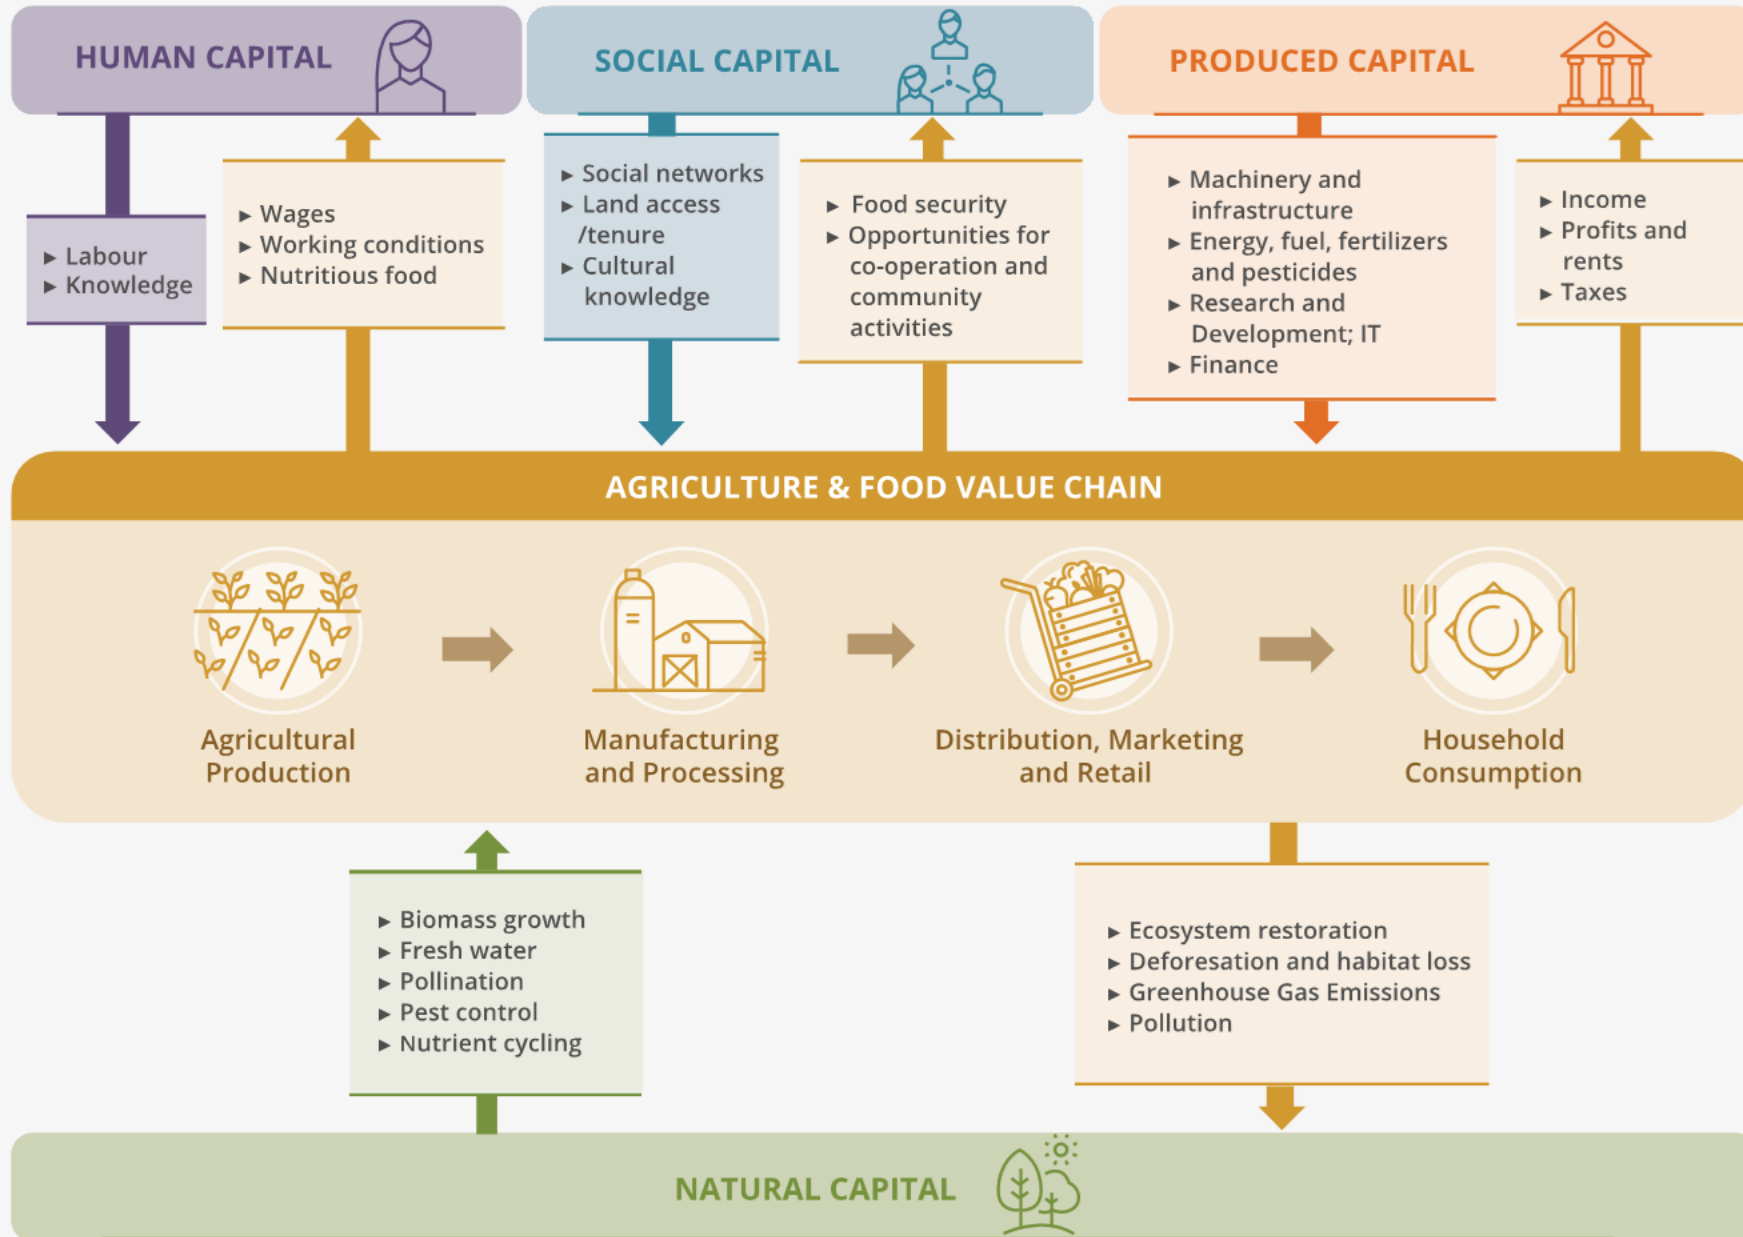 HUMAN CAPITAL
SOCIAL CAPITAL
PRODUCED CAPITAL
► Labour
► Knowledge
► Wages
► Working conditions
► Nutritious food
► Social networks
► Land access
/tenure
► Cultural
knowledge
► Food security
► Opportunities for
co-operation and
community
activities
► Machinery and
infrastructure
► Energy, fuel, fertilizers
and pesticides
► Research and
Development; IT
► Finance
► Income
► Profits and
rents
► Taxes
AGRICULTURE & FOOD VALUE CHAIN
Agricultural
Production
Manufacturing
and Processing
Distribution, Marketing
and Retail
Household
Consumption
► Biomass growth
► Fresh water
► Pollination
► Pest control
► Nutrient cycling
► Ecosystem restoration
► Deforesation and habitat loss
► Greenhouse Gas Emissions
► Pollution
NATURAL CAPITAL